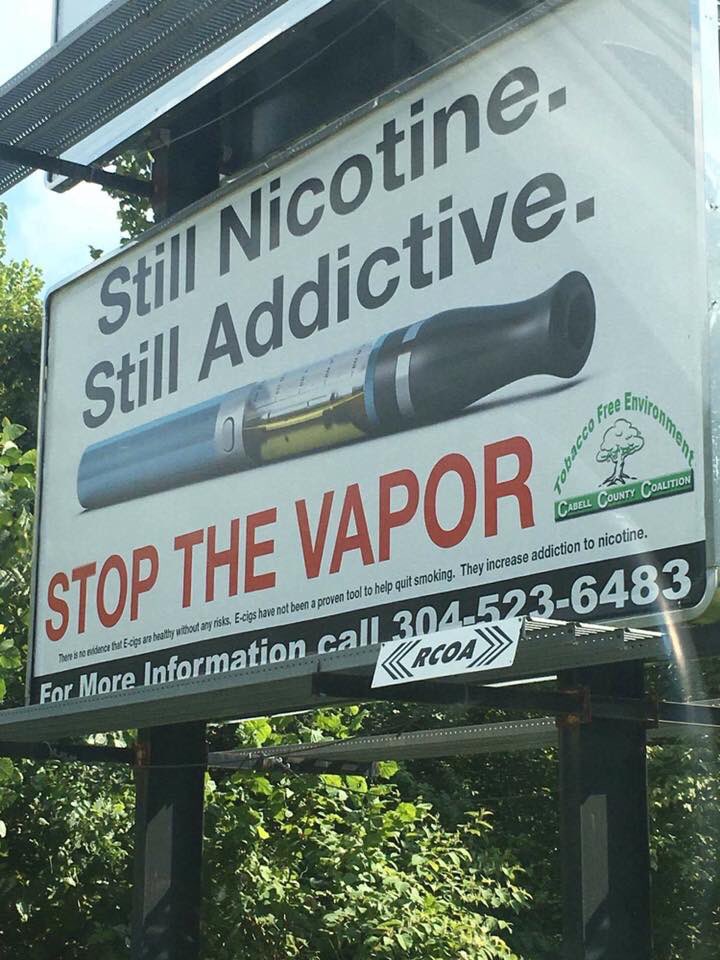 Still Nicotine.
Still Addictive.
Tobacco Free Environment
CABELL COUNTY COALITION
STOP THE VAPOR
There is no evidence that E-cigs are healthy without any risks. E-cigs have not been a proven tool to help quit smoking. They increase addiction to nicotine.
For More Information call 304-523-6483
RCOA